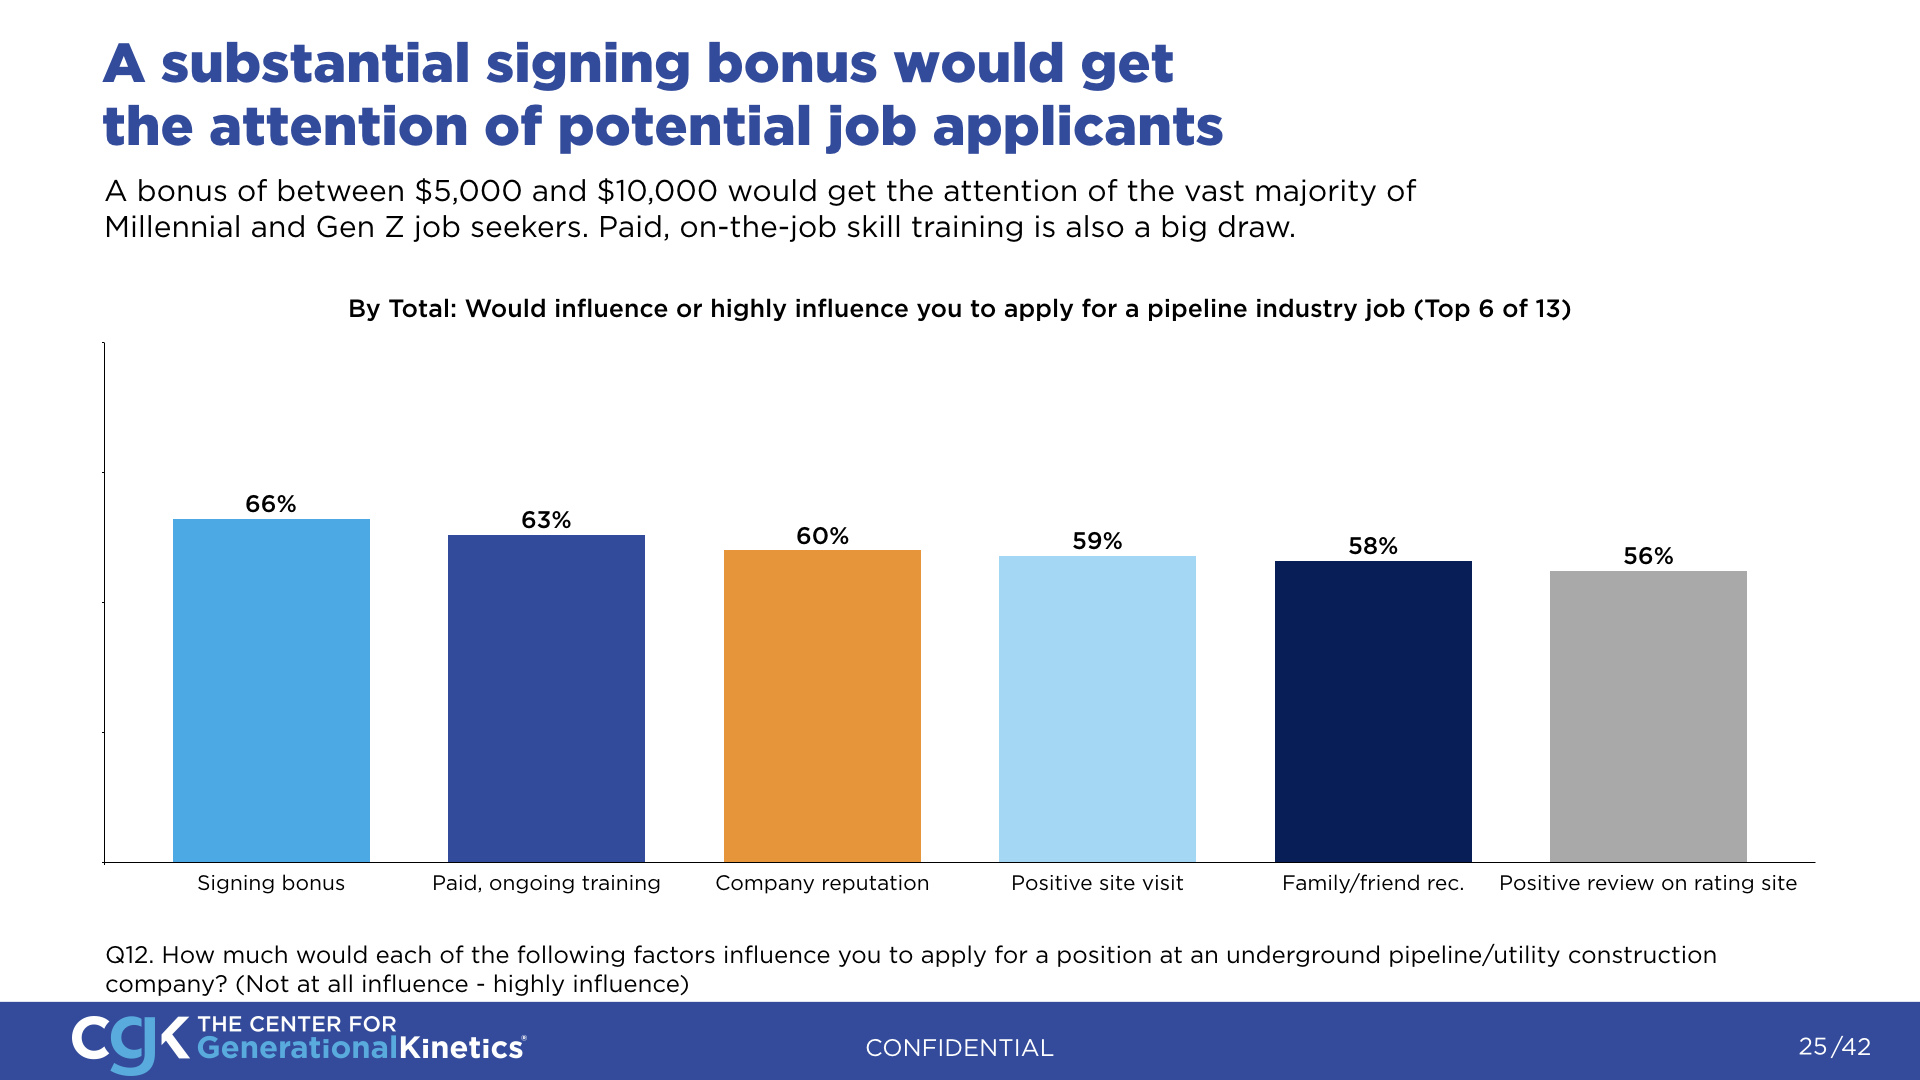 A substantial signing bonus would get
the attention of potential job applicants
A bonus of between $5,000 and $10,000 would get the attention of the vast majority of
Millennial and Gen Z job seekers. Paid, on-the-job skill training is also a big draw.
By Total: Would influence or highly influence you to apply for a pipeline industry job (Top 6 of 13)
66%
63%
60%
59%
58%
56%
Signing bonus
Paid, ongoing training
Company reputation
Positive site visit
Family/friend rec.
Positive review on rating site
Q12. How much would each of the following factors influence you to apply for a position at an underground pipeline/utility construction
company? (Not at all influence - highly influence)
cgk THE CENTER FOR
GenerationalKinetics®
CONFIDENTIAL
25/42